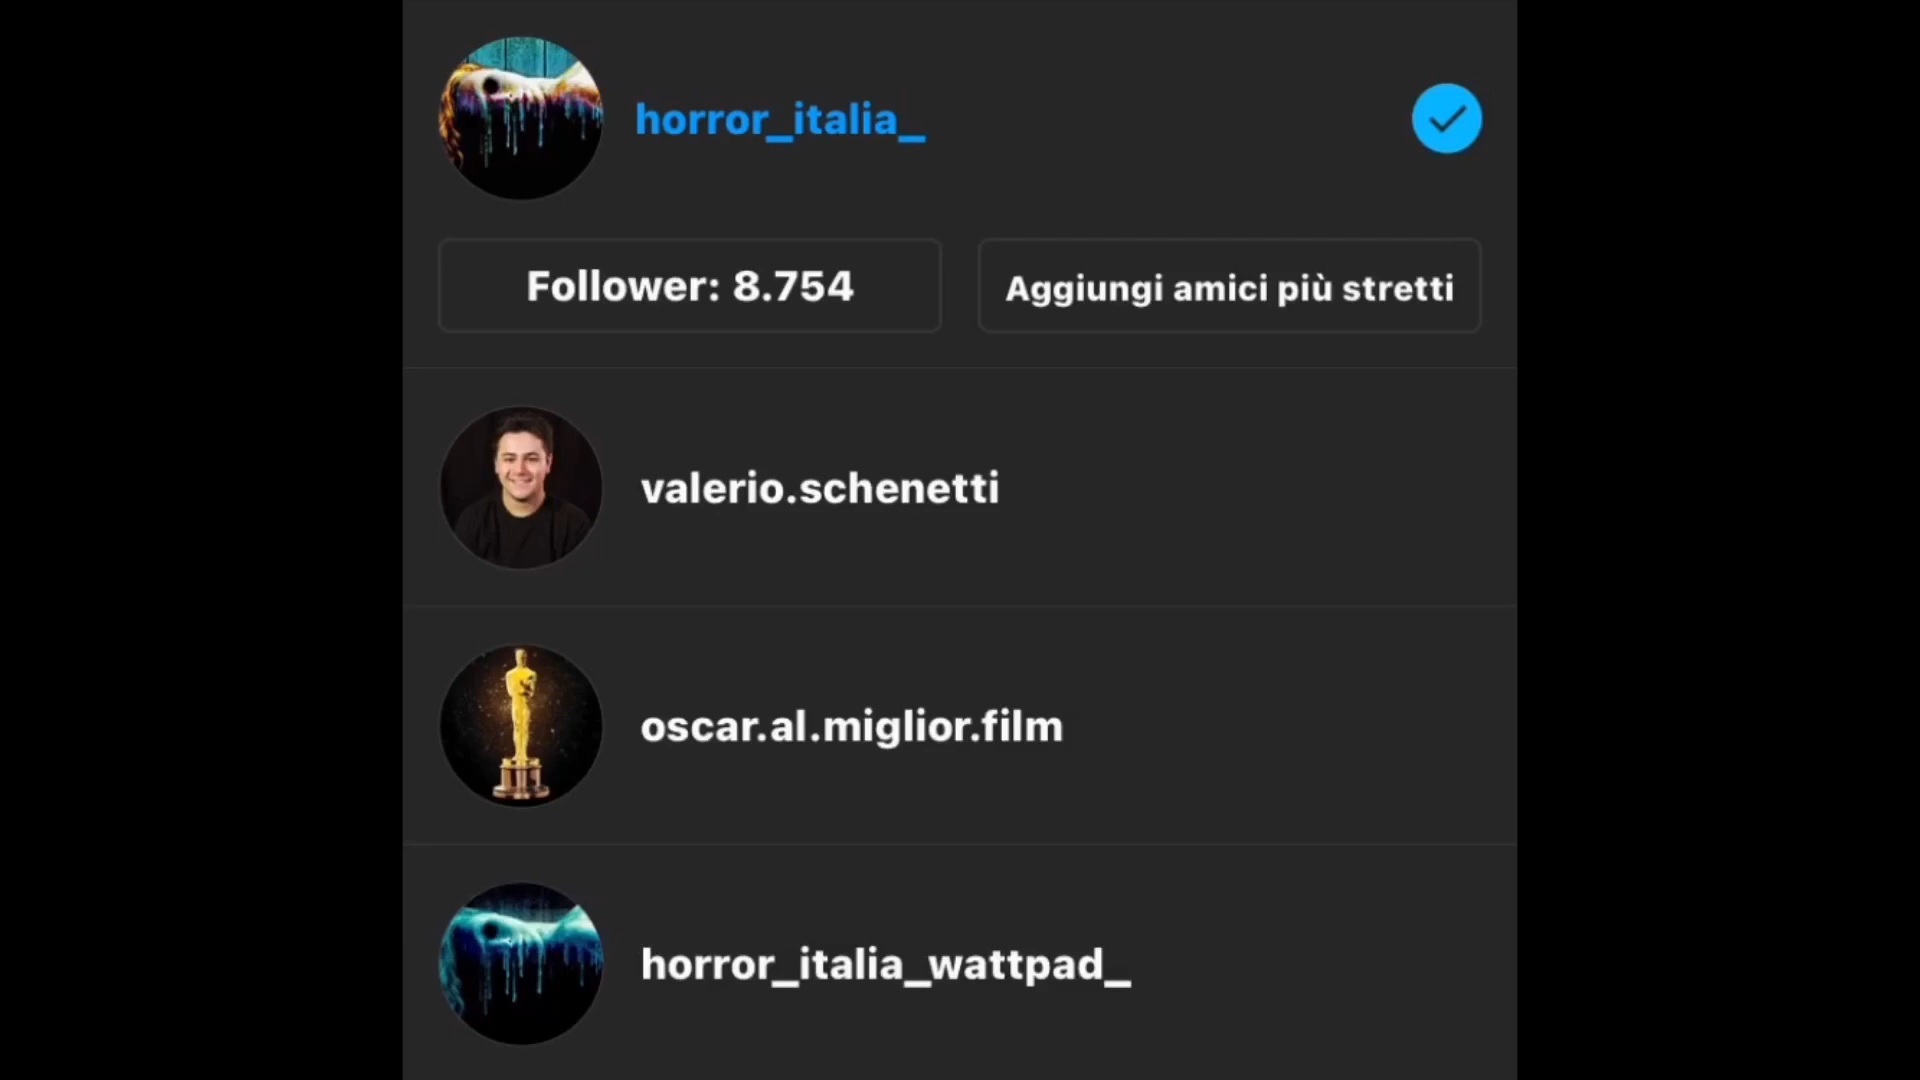 horror_italia_
Follower: 8.754
Aggiungi amici più stretti
valerio.schenetti
oscar.al.miglior.film
horror_italia_wattpad_